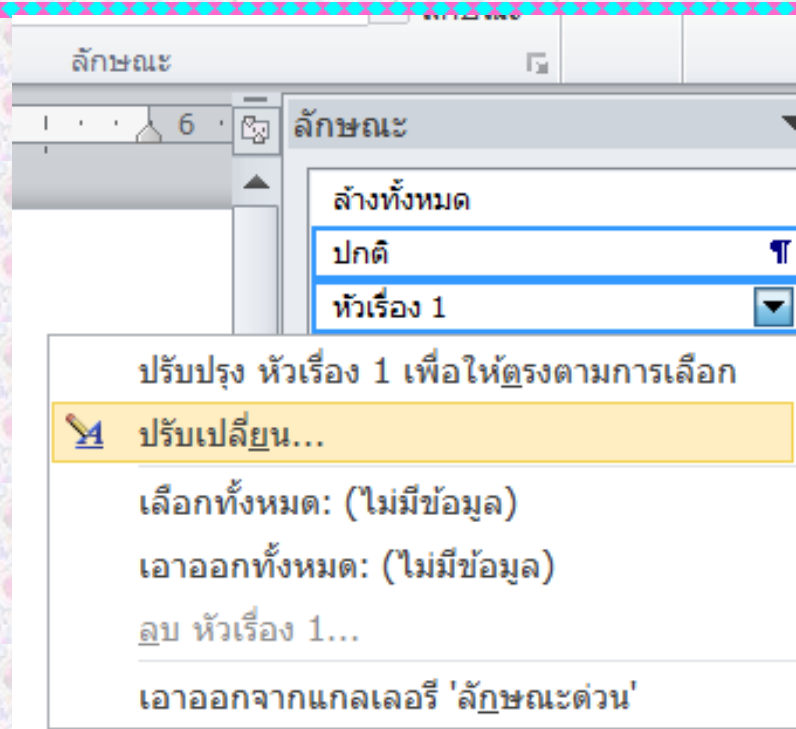 ลักษณะ
6
ลักษณะ
ล้างทั้งหมด
ปกติ ¶
หัวเรื่อง 1
ปรับปรุง หัวเรื่อง 1 เพื่อให้ตรงตามการเลือก
ปรับเปลี่ยน...
เลือกทั้งหมด: (ไม่มีข้อมูล)
เอาออกทั้งหมด: (ไม่มีข้อมูล)
ลบ หัวเรื่อง 1...
เอาออกจากแกลเลอรี 'ลักษณะด่วน'